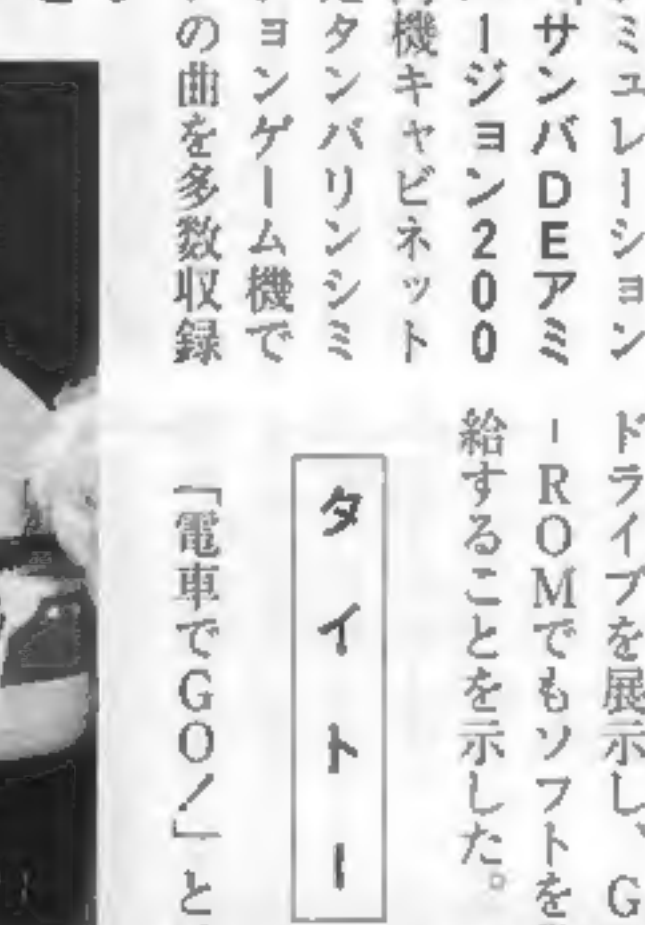 ミュレーション
サンバDEアミ
ージョン200
機キャビネット
タンバリンシミ
ョンゲーム機で
の曲を多数収録
ドライブを展示し、G
-ROMでもソフトを
給することを示した。
タイトー
「電車でGO!」と